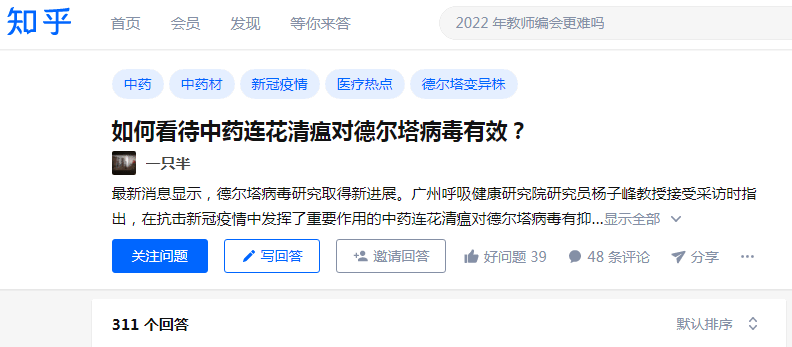 知乎 首页 会员 发现 等你来答 2022 年教师编会更难吗
中药 中药材 新冠疫情 医疗热点 德尔塔变异株
如何看待中药连花清瘟对德尔塔病毒有效？
一只半
最新消息显示，德尔塔病毒研究取得新进展。广州呼吸健康研究院研究员杨子峰教授接受采访时指
出，在抗击新冠疫情中发挥了重要作用的中药连花清瘟对德尔塔病毒有抑...显示全部
关注问题 写回答 邀请回答 好问题 39 48 条评论 分享 ···
311 个回答 默认排序